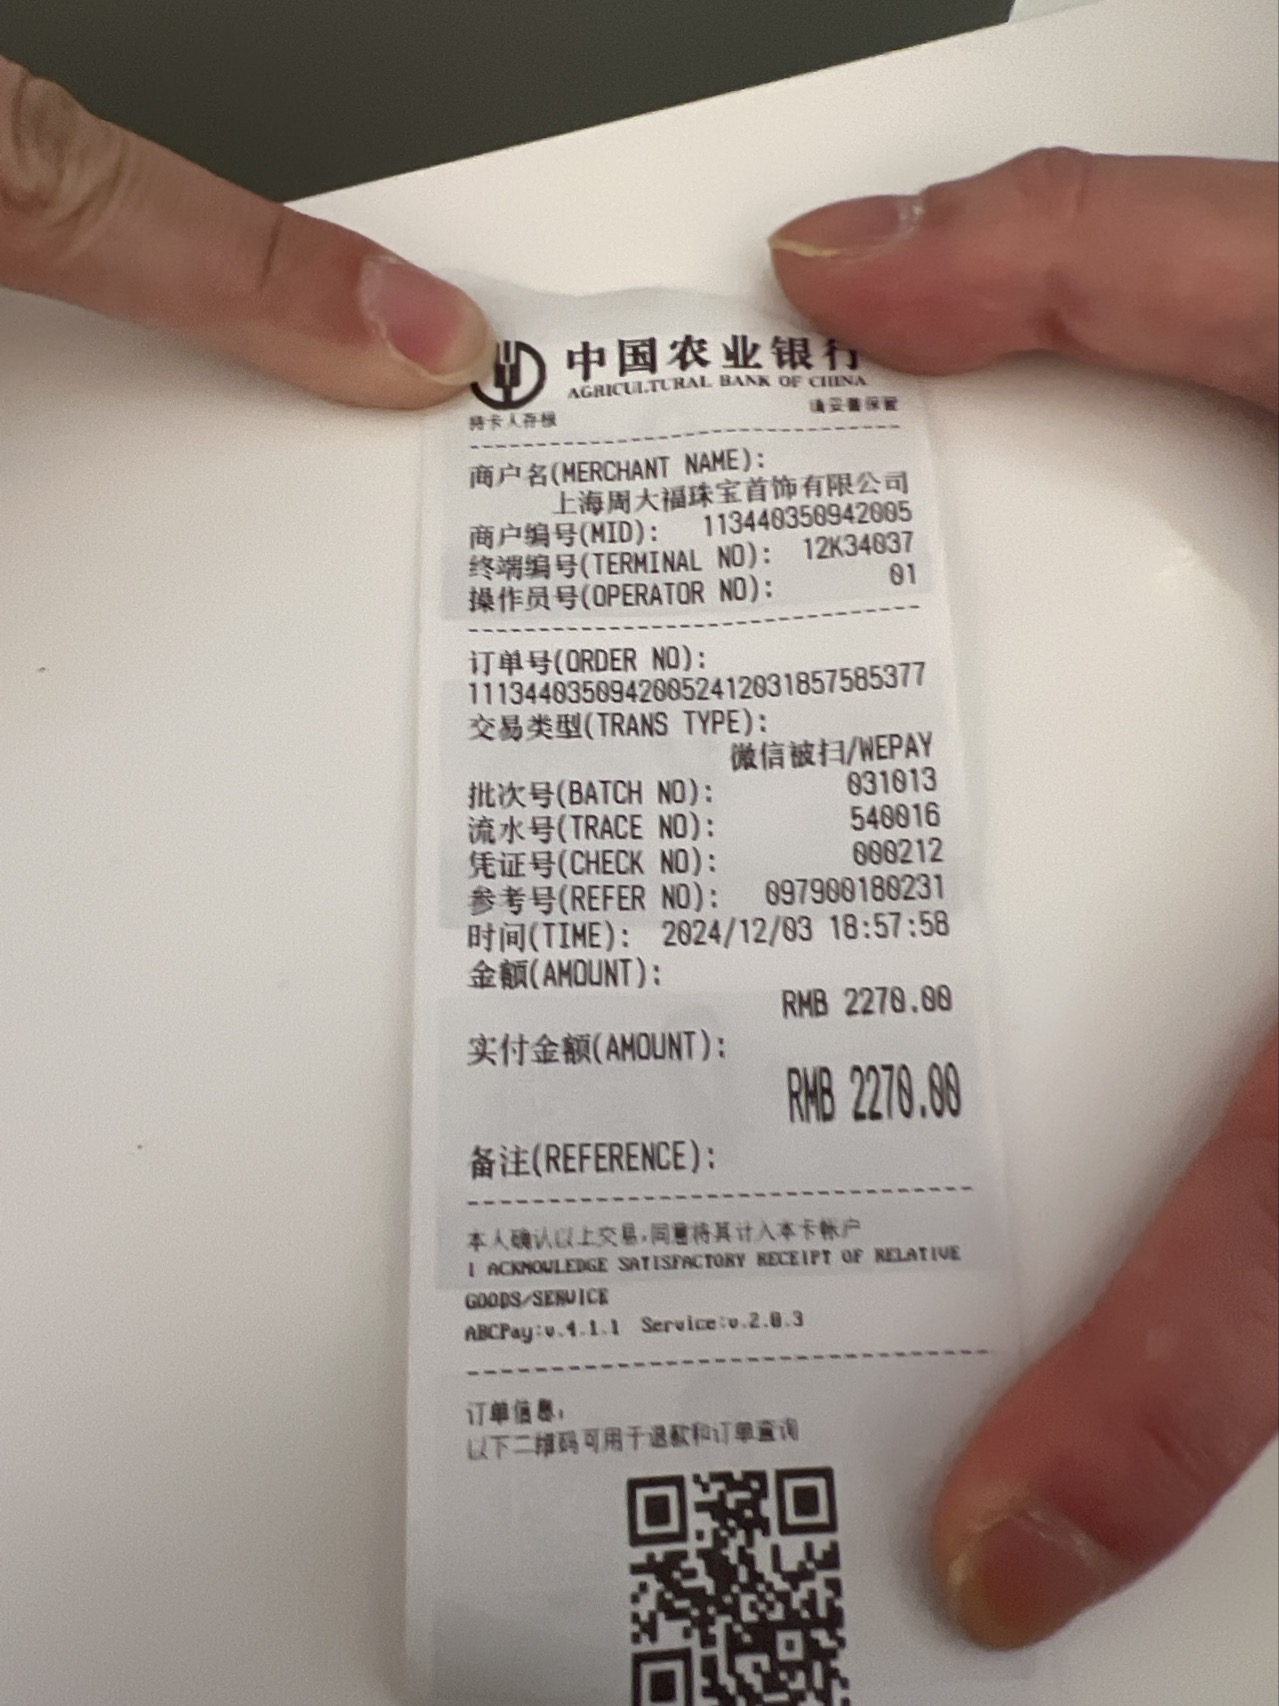 中国农业银行
AGRICULTURAL BANK OF CHINA
持卡人存根 请妥善保管
商户名(MERCHANT NAME):
上海周大福珠宝首饰有限公司
商户编号(MID): 113440350942005
终端编号(TERMINAL NO): 12K34037
操作员号(OPERATOR NO): 01
订单号(ORDER NO):
11134403509420052412031857585377
交易类型(TRANS TYPE):
微信被扫/WEPAY
批次号(BATCH NO): 031013
流水号(TRACE NO): 540016
凭证号(CHECK NO): 000212
参考号(REFER NO): 097900180231
时间(TIME): 2024/12/03 18:57:58
金额(AMOUNT):
RMB 2270.00
实付金额(AMOUNT):
RMB 2270.00
备注(REFERENCE):
本人确认以上交易,同意将其计入本卡帐户
I ACKNOWLEDGE SATISFACTORY RECEIPT OF RELATIVE
GOODS/SERVICE
ABCPay:v.4.1.1 Service:v.2.0.3
订单信息:
以下二维码可用于退款和订单查询